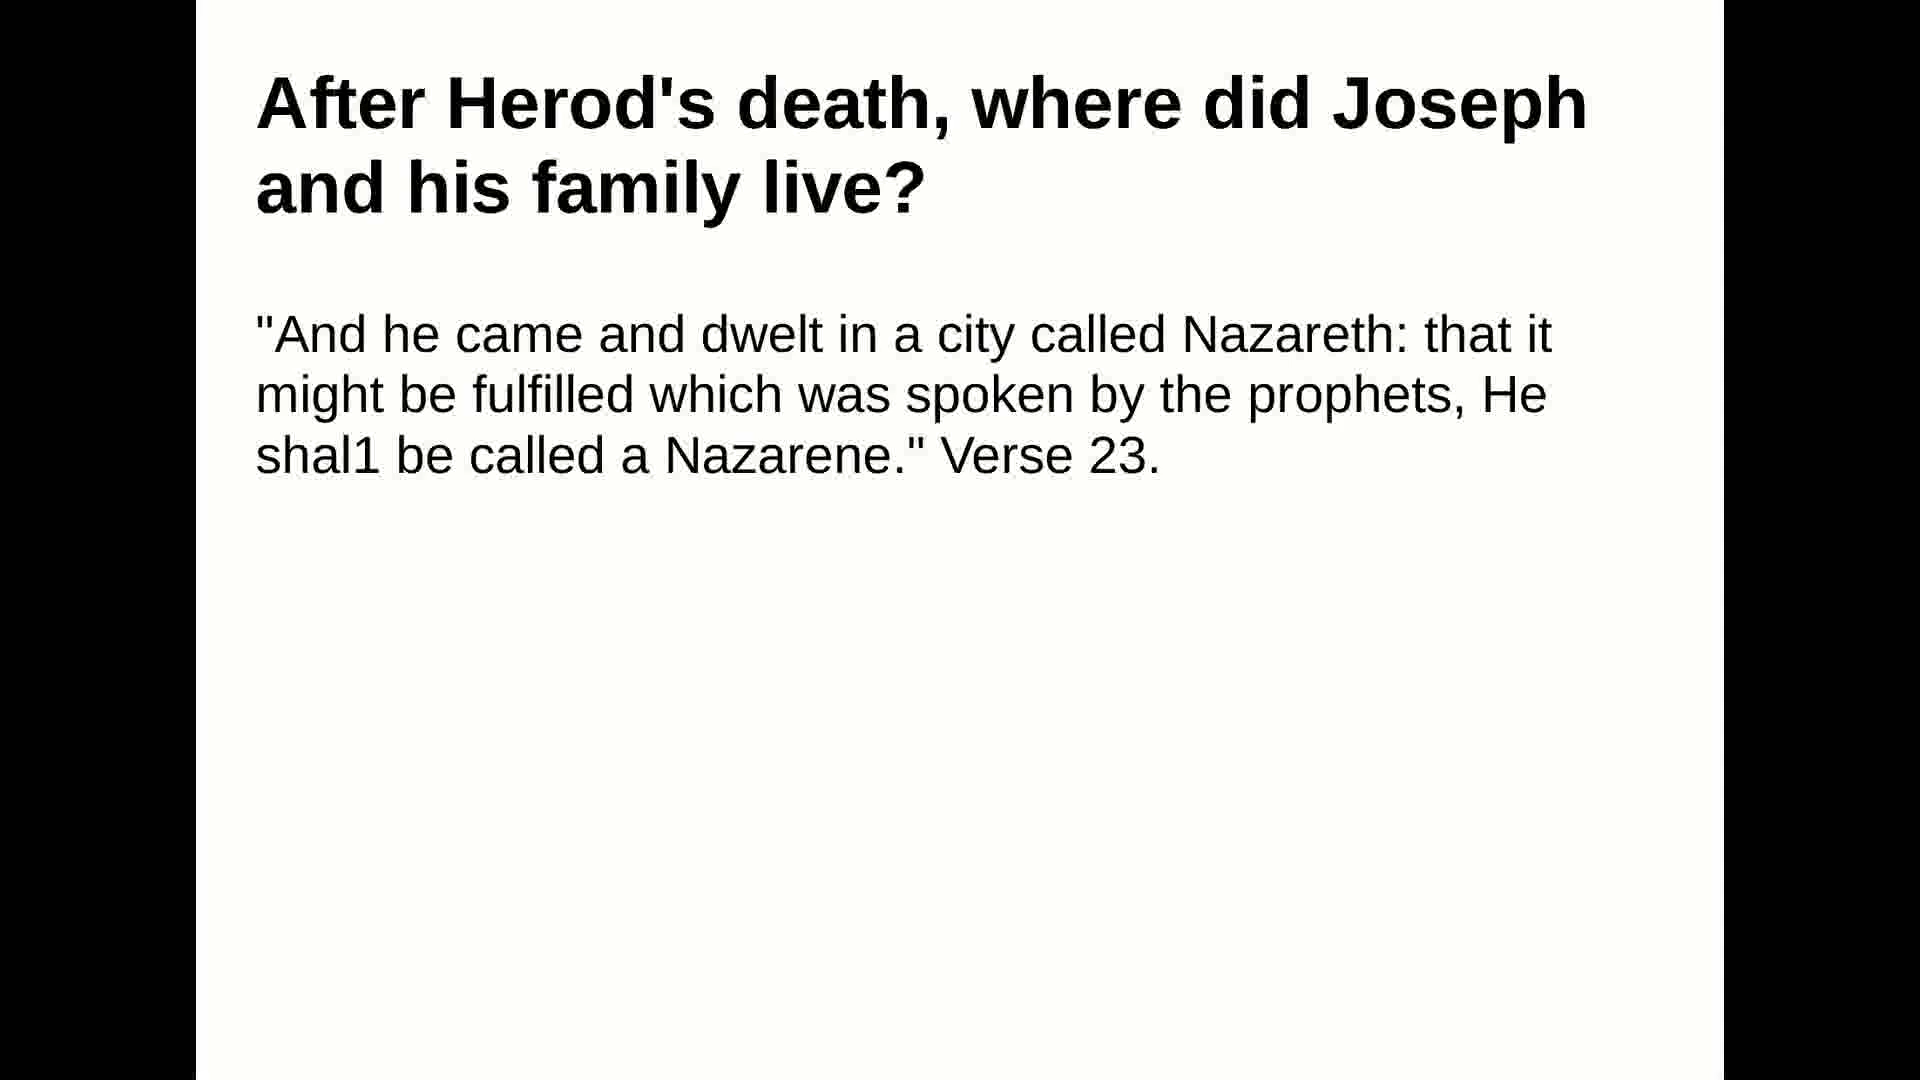 After Herod's death, where did Joseph
and his family live?
"And he came and dwelt in a city called Nazareth: that it
might be fulfilled which was spoken by the prophets, He
shal1 be called a Nazarene." Verse 23.